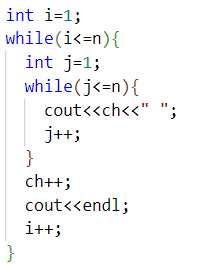 int i=1;
while(i<=n){
  int j=1;
  while(j<=n){
    cout<<ch<<" ";
    j++;
  }
  ch++;
  cout<<endl;
  i++;
}